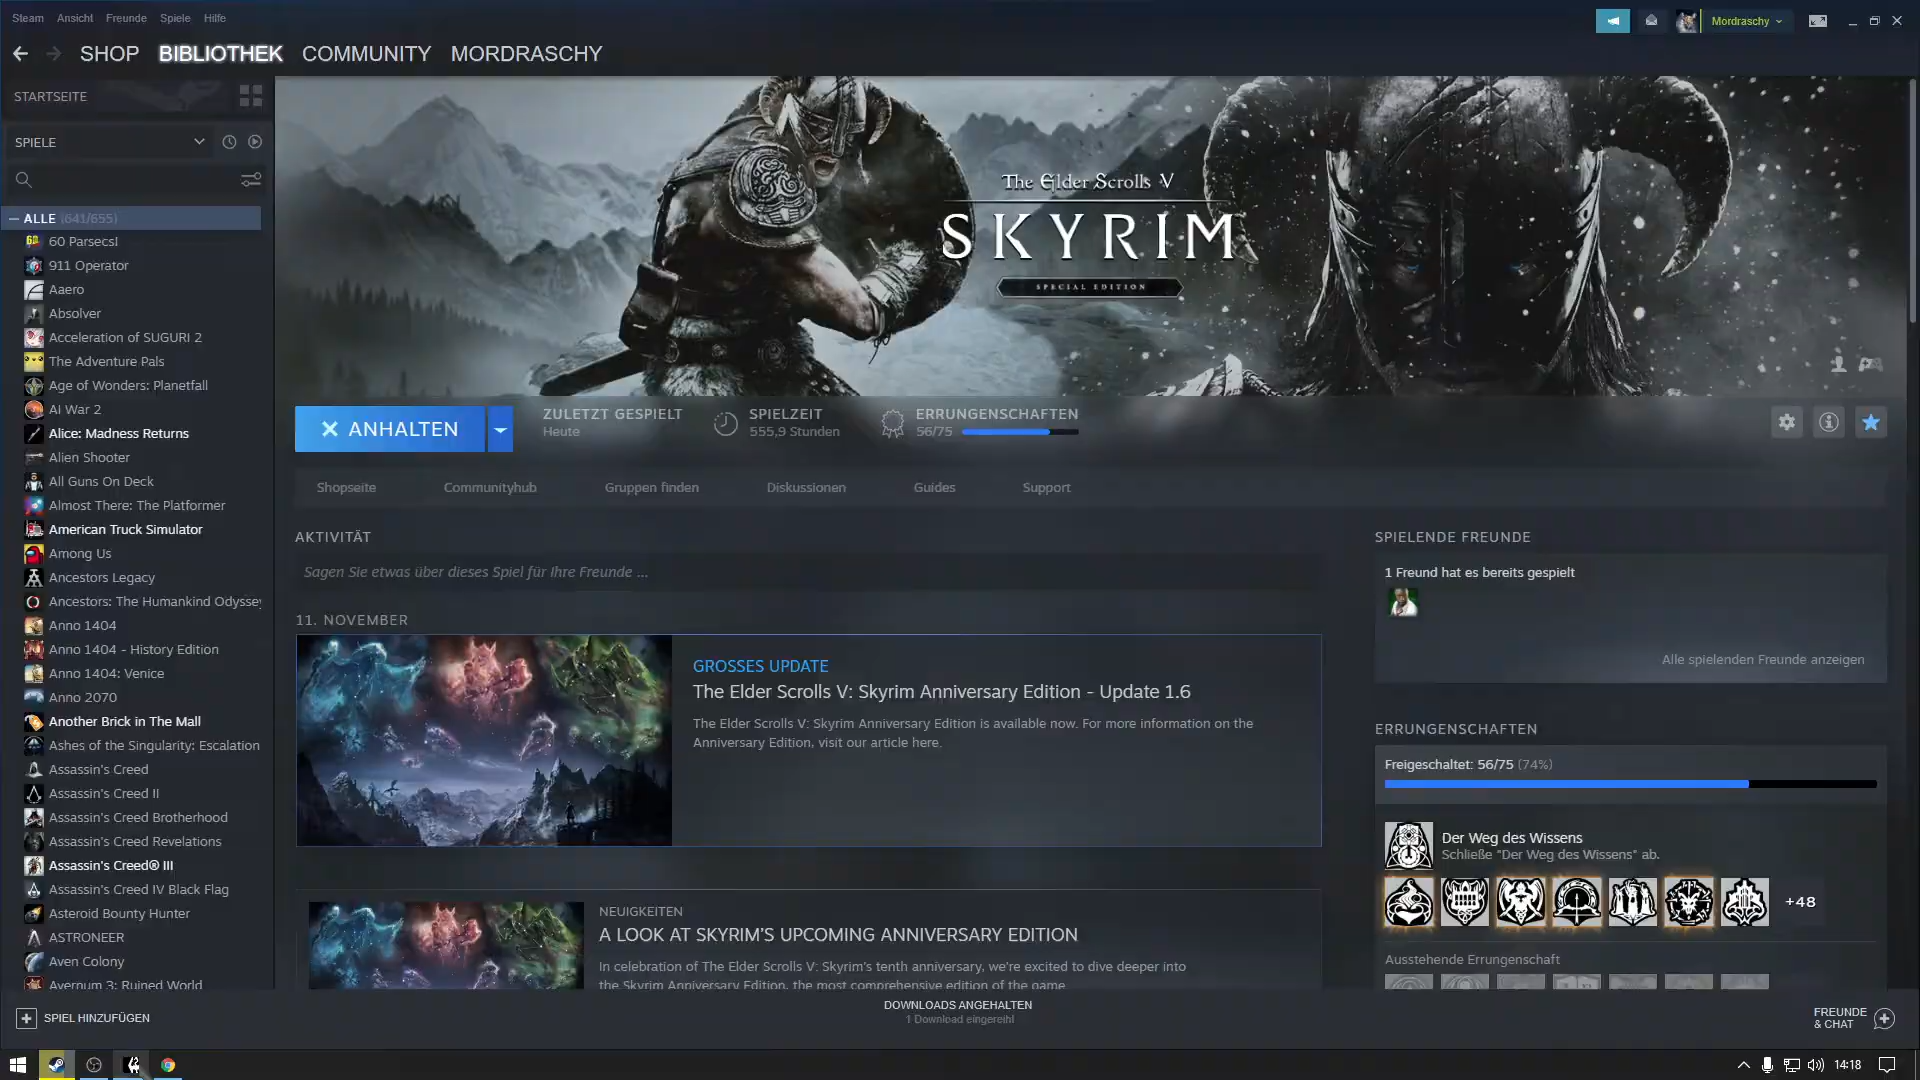 Steam Ansicht Freunde Spiele Hilfe
Mordraschy
SHOP BIBLIOTHEK COMMUNITY MORDRASCHY
STARTSEITE
SPIELE
ALLE (641/655)
60 Parsecs!
911 Operator
Aaero
Absolver
Acceleration of SUGURI 2
The Adventure Pals
Age of Wonders: Planetfall
AI War 2
Alice: Madness Returns
Alien Shooter
All Guns On Deck
Almost There: The Platformer
American Truck Simulator
Among Us
Ancestors Legacy
Ancestors: The Humankind Odyssey
Anno 1404
Anno 1404 - History Edition
Anno 1404: Venice
Anno 2070
Another Brick in The Mall
Ashes of the Singularity: Escalation
Assassin's Creed
Assassin's Creed II
Assassin's Creed Brotherhood
Assassin's Creed Revelations
Assassin's Creed® III
Assassin's Creed IV Black Flag
Asteroid Bounty Hunter
ASTRONEER
Aven Colony
Avernum 3: Ruined World
SPIEL HINZUFÜGEN
The Elder Scrolls V
SKYRIM
SPECIAL EDITION
ANHALTEN
ZULETZT GESPIELT
Heute
SPIELZEIT
555,9 Stunden
ERRUNGENSCHAFTEN
56/75
Shopseite Communityhub Gruppen finden Diskussionen Guides Support
AKTIVITÄT
Sagen Sie etwas über dieses Spiel für Ihre Freunde ...
11. NOVEMBER
GROSSES UPDATE
The Elder Scrolls V: Skyrim Anniversary Edition - Update 1.6
The Elder Scrolls V: Skyrim Anniversary Edition is available now. For more information on the
Anniversary Edition, visit our article here.
NEUIGKEITEN
A LOOK AT SKYRIM'S UPCOMING ANNIVERSARY EDITION
In celebration of The Elder Scrolls V: Skyrim's tenth anniversary, we're excited to dive deeper into
the Skyrim Anniversary Edition, the most comprehensive edition of the game
SPIELENDE FREUNDE
1 Freund hat es bereits gespielt
Alle spielenden Freunde anzeigen
ERRUNGENSCHAFTEN
Freigeschaltet: 56/75 (74%)
Der Weg des Wissens
Schließe "Der Weg des Wissens" ab.
+48
Ausstehende Errungenschaft
DOWNLOADS ANGEHALTEN
1 Download eingereiht
FREUNDE
& CHAT
14:18